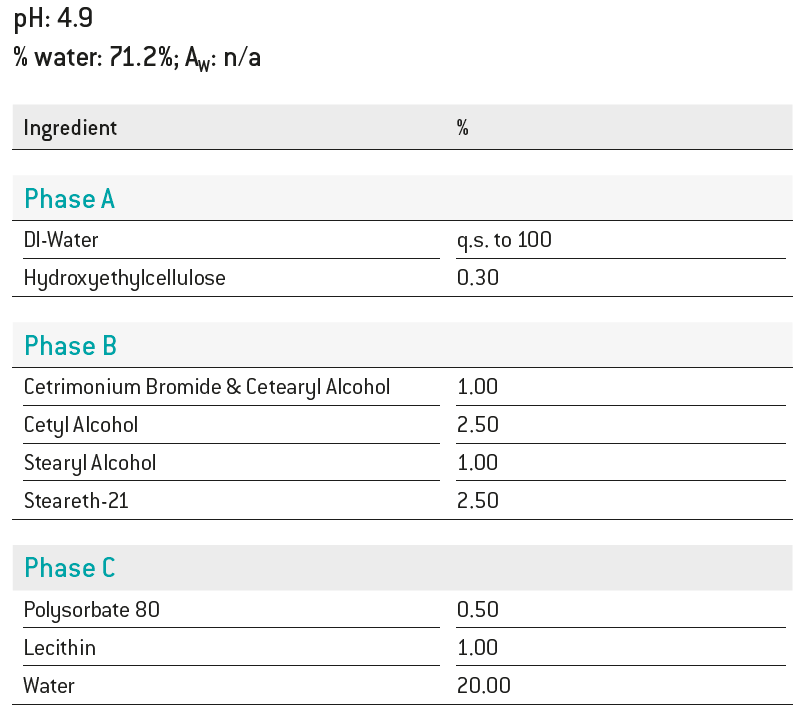 pH: 4.9
% water: 71.2%; Aw: n/a
Ingredient %
Phase A
DI-Water q.s. to 100
Hydroxyethylcellulose 0.30
Phase B
Cetrimonium Bromide & Cetearyl Alcohol 1.00
Cetyl Alcohol 2.50
Stearyl Alcohol 1.00
Steareth-21 2.50
Phase C
Polysorbate 80 0.50
Lecithin 1.00
Water 20.00